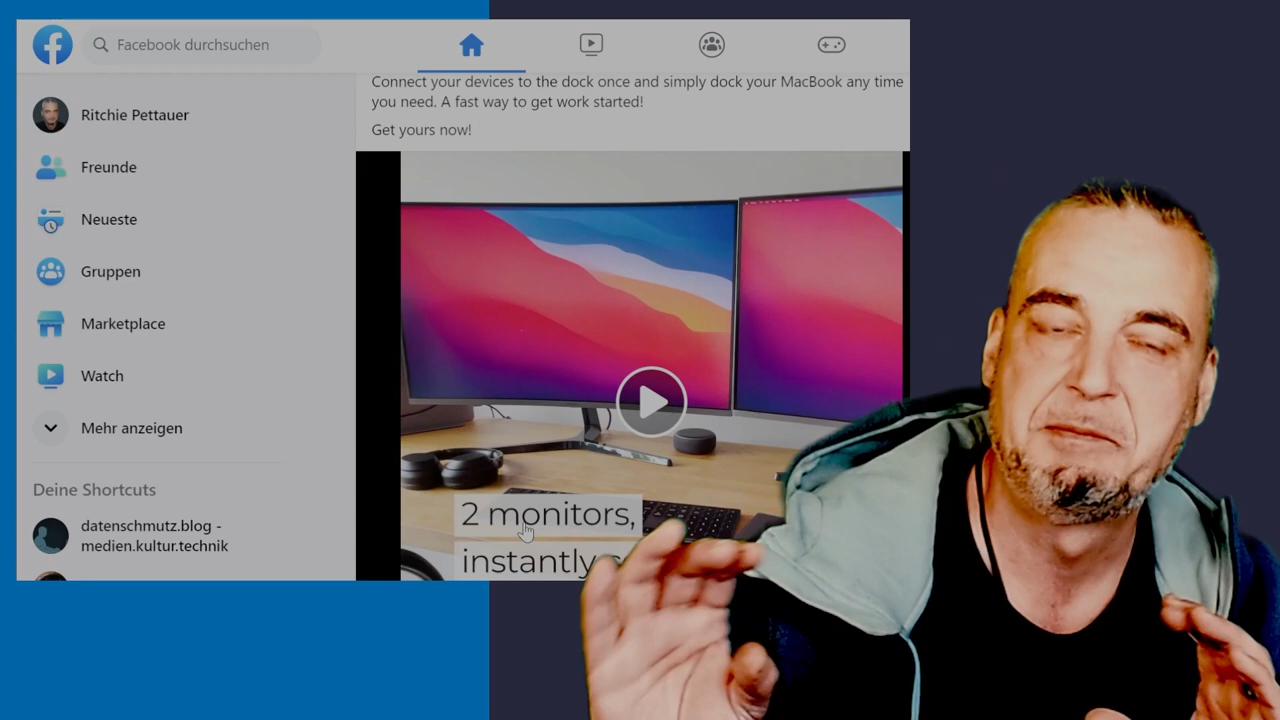 Facebook durchsuchen
Ritchie Pettauer
Freunde
Neueste
Gruppen
Marketplace
Watch
Mehr anzeigen
Deine Shortcuts
datenschmutz.blog -
medien.kultur.technik
Connect your devices to the dock once and simply dock your MacBook any time
you need. A fast way to get work started!
Get yours now!
2 monitors,
instantly